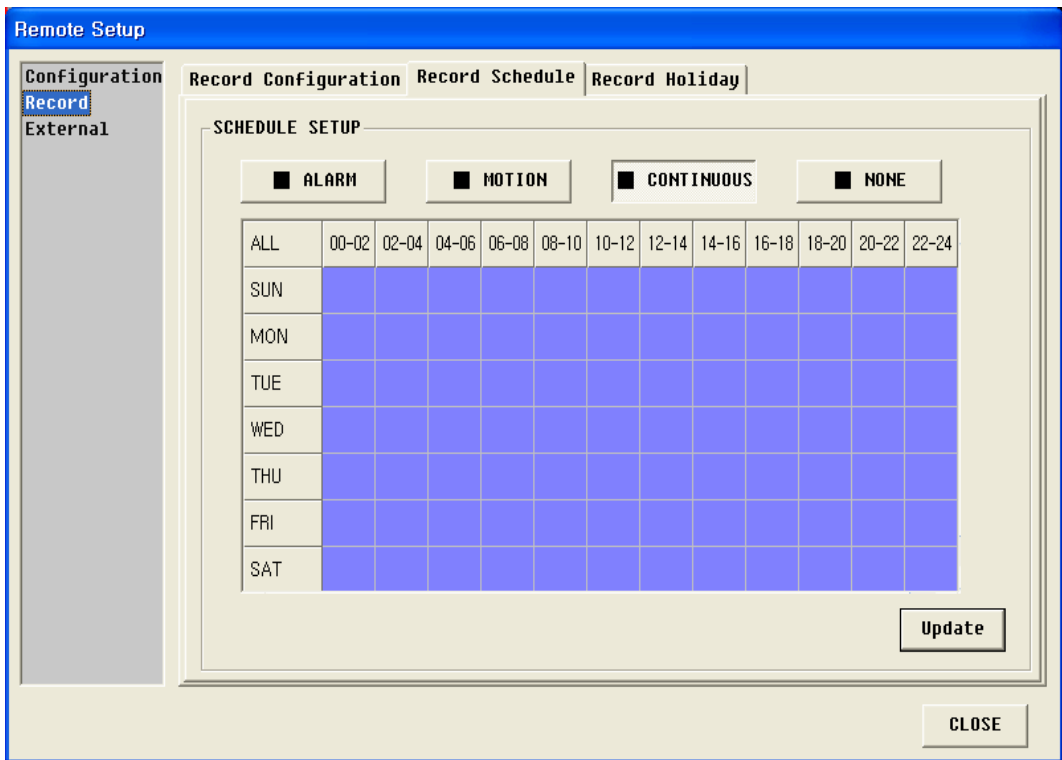 Remote Setup
Configuration
Record
External
Record Configuration Record Schedule Record Holiday
SCHEDULE SETUP
ALARM MOTION CONTINUOUS NONE
ALL 00-02 02-04 04-06 06-08 08-10 10-12 12-14 14-16 16-18 18-20 20-22 22-24
SUN
MON
TUE
WED
THU
FRI
SAT
Update
CLOSE